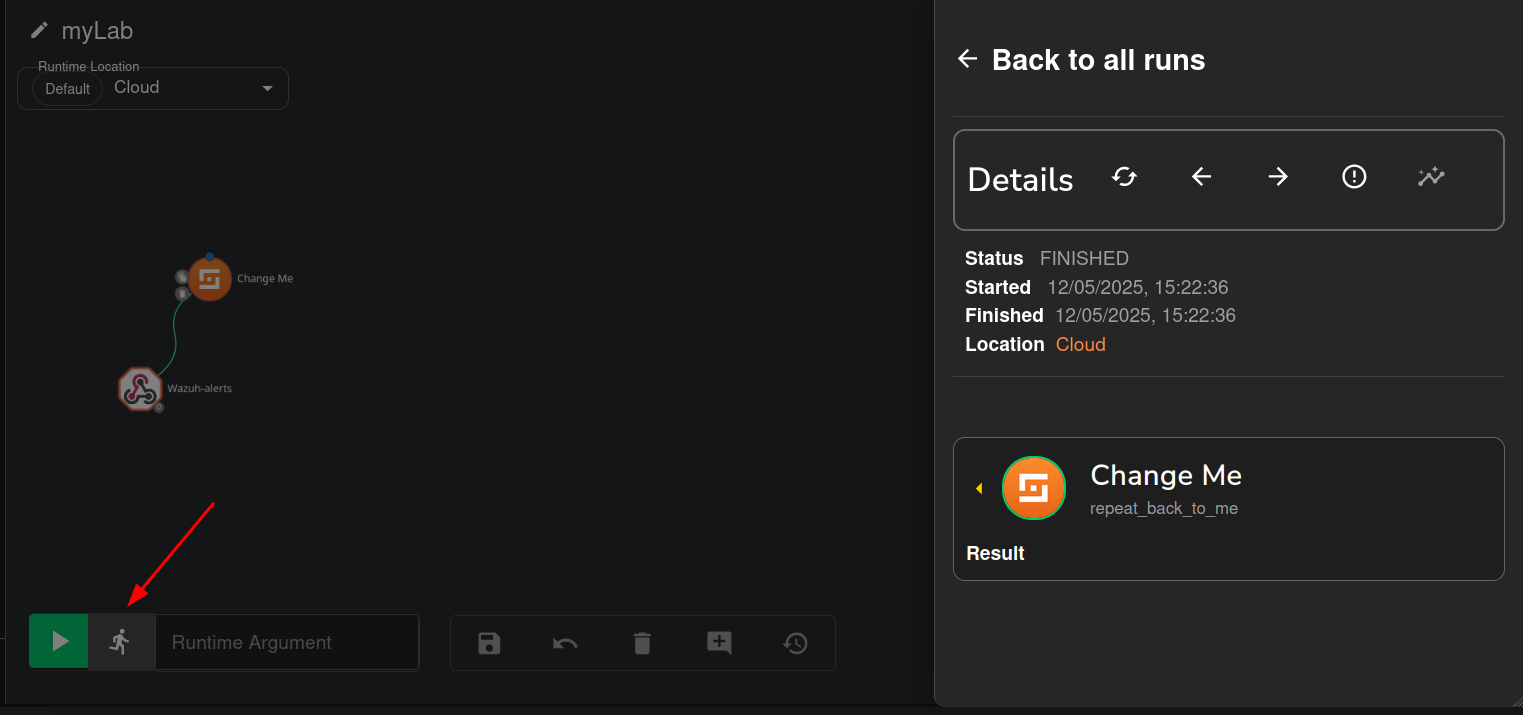 myLab
Runtime Location
Default Cloud
Change Me
Wazuh-alerts
Runtime Argument
Back to all runs
Details
Status FINISHED
Started 12/05/2025, 15:22:36
Finished 12/05/2025, 15:22:36
Location Cloud
Change Me
repeat_back_to_me
Result